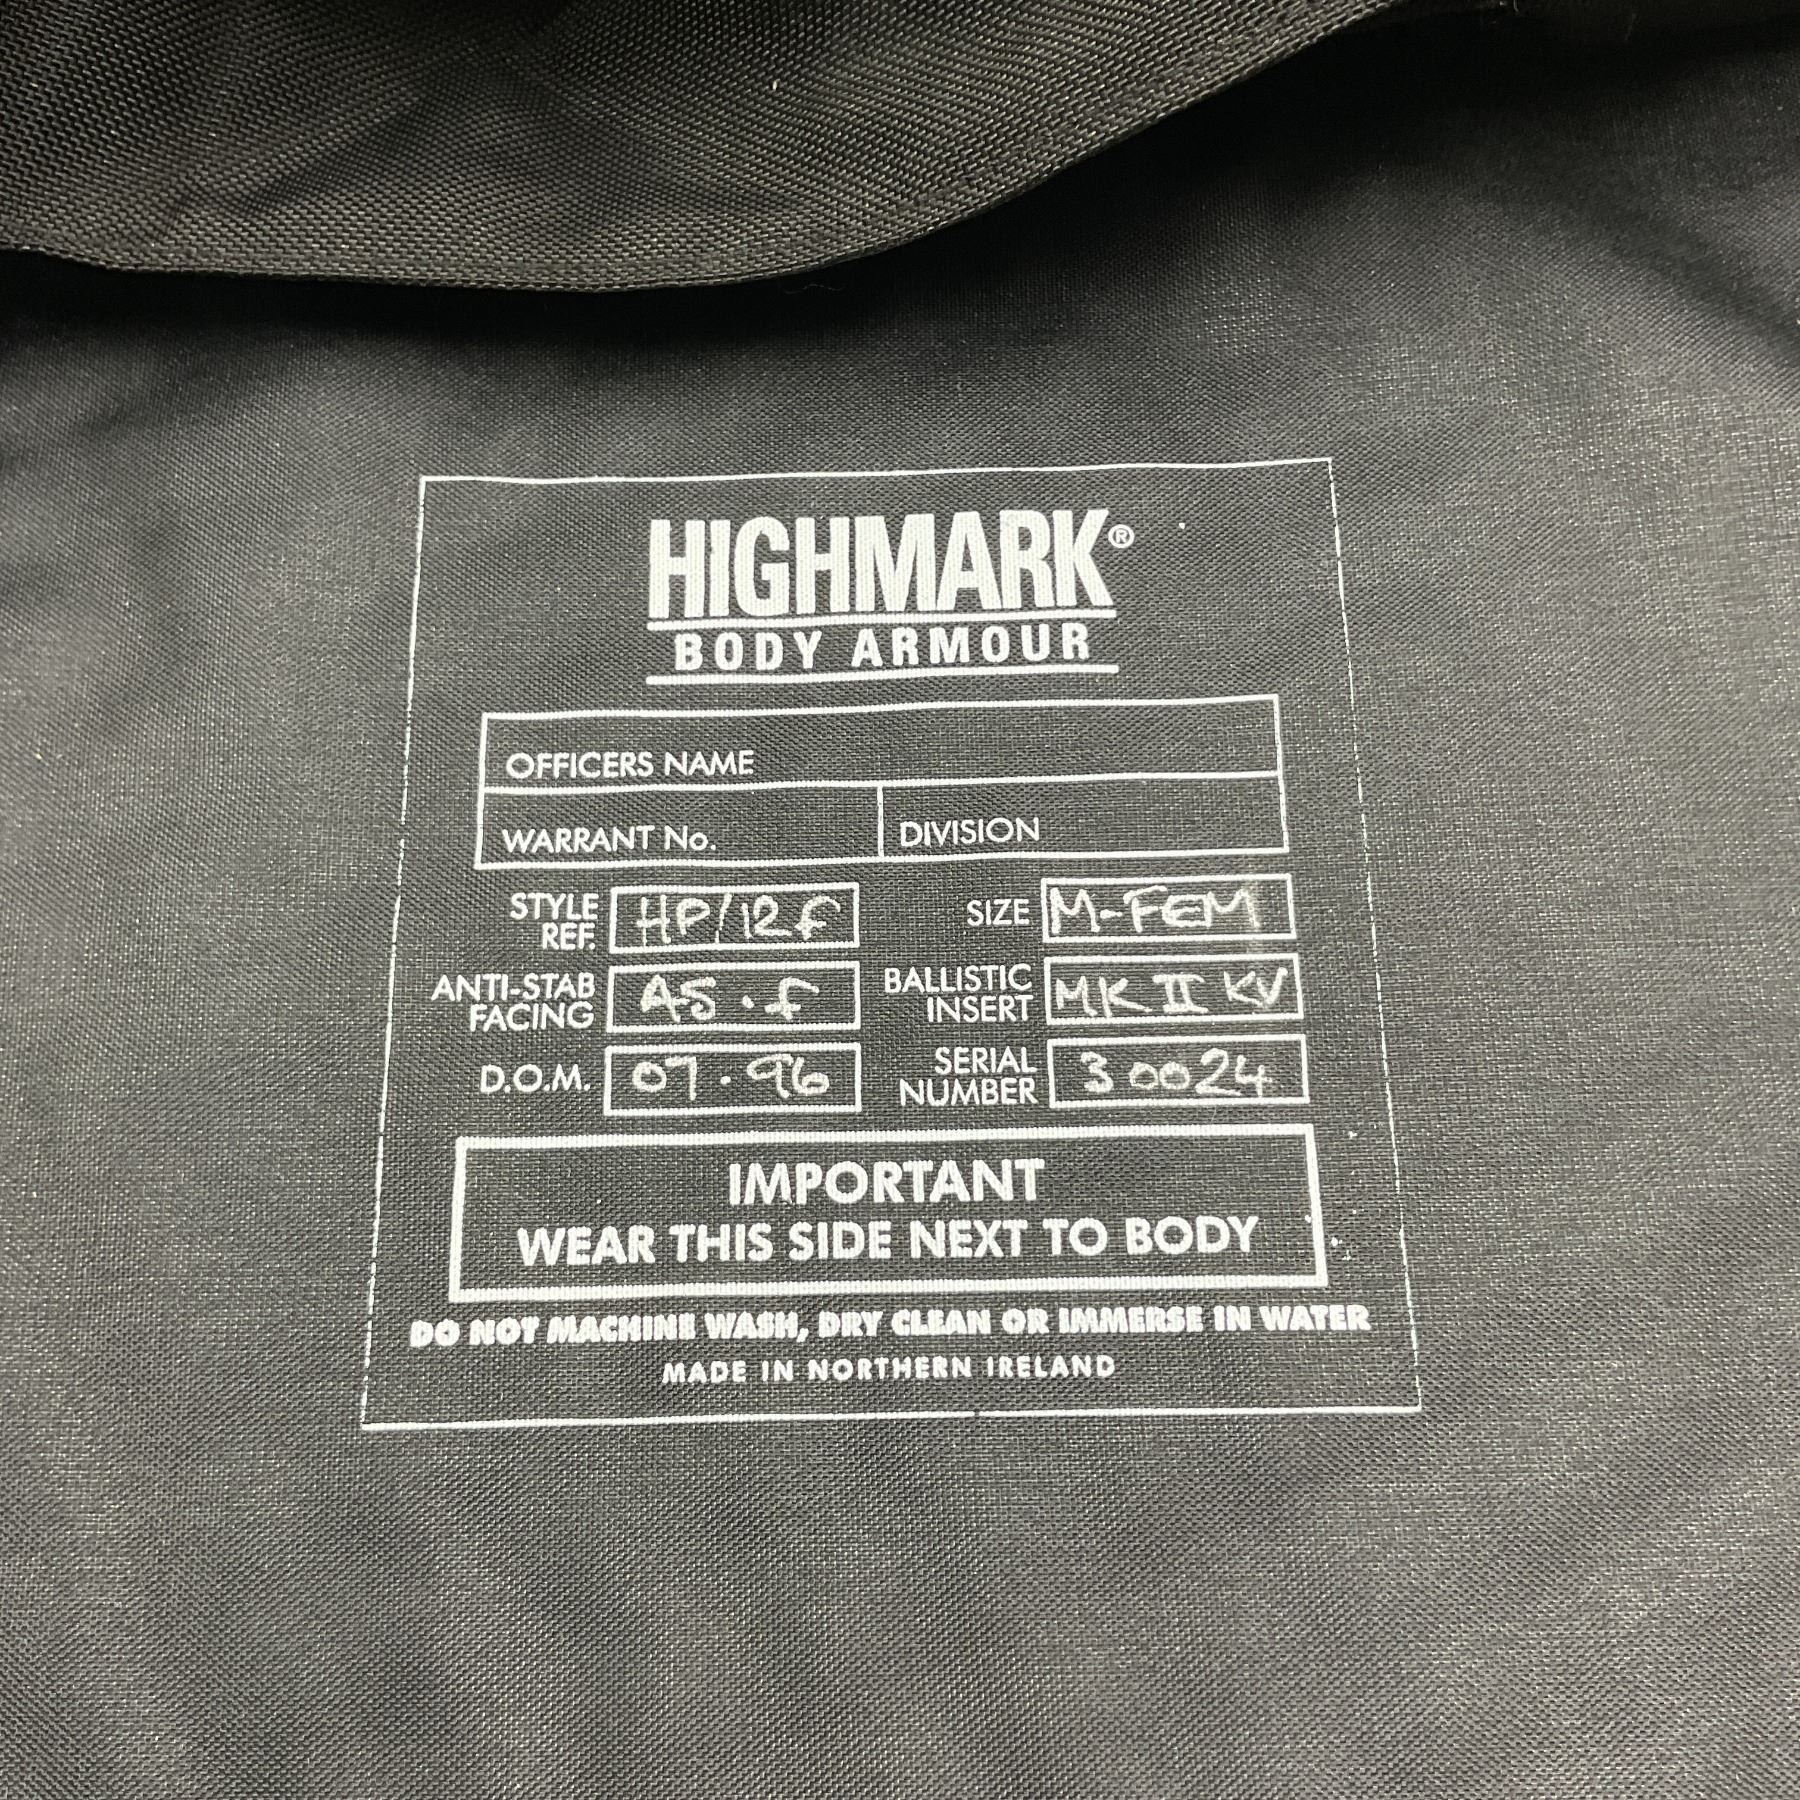 HIGHMARK®
BODY ARMOUR
OFFICERS NAME
WARRANT No. DIVISION
STYLE REF. HP/12f SIZE M-FEM
ANTI-STAB FACING AS.f BALLISTIC INSERT MK II KV
D.O.M. 07.96 SERIAL NUMBER 30024
IMPORTANT
WEAR THIS SIDE NEXT TO BODY
DO NOT MACHINE WASH, DRY CLEAN OR IMMERSE IN WATER
MADE IN NORTHERN IRELAND